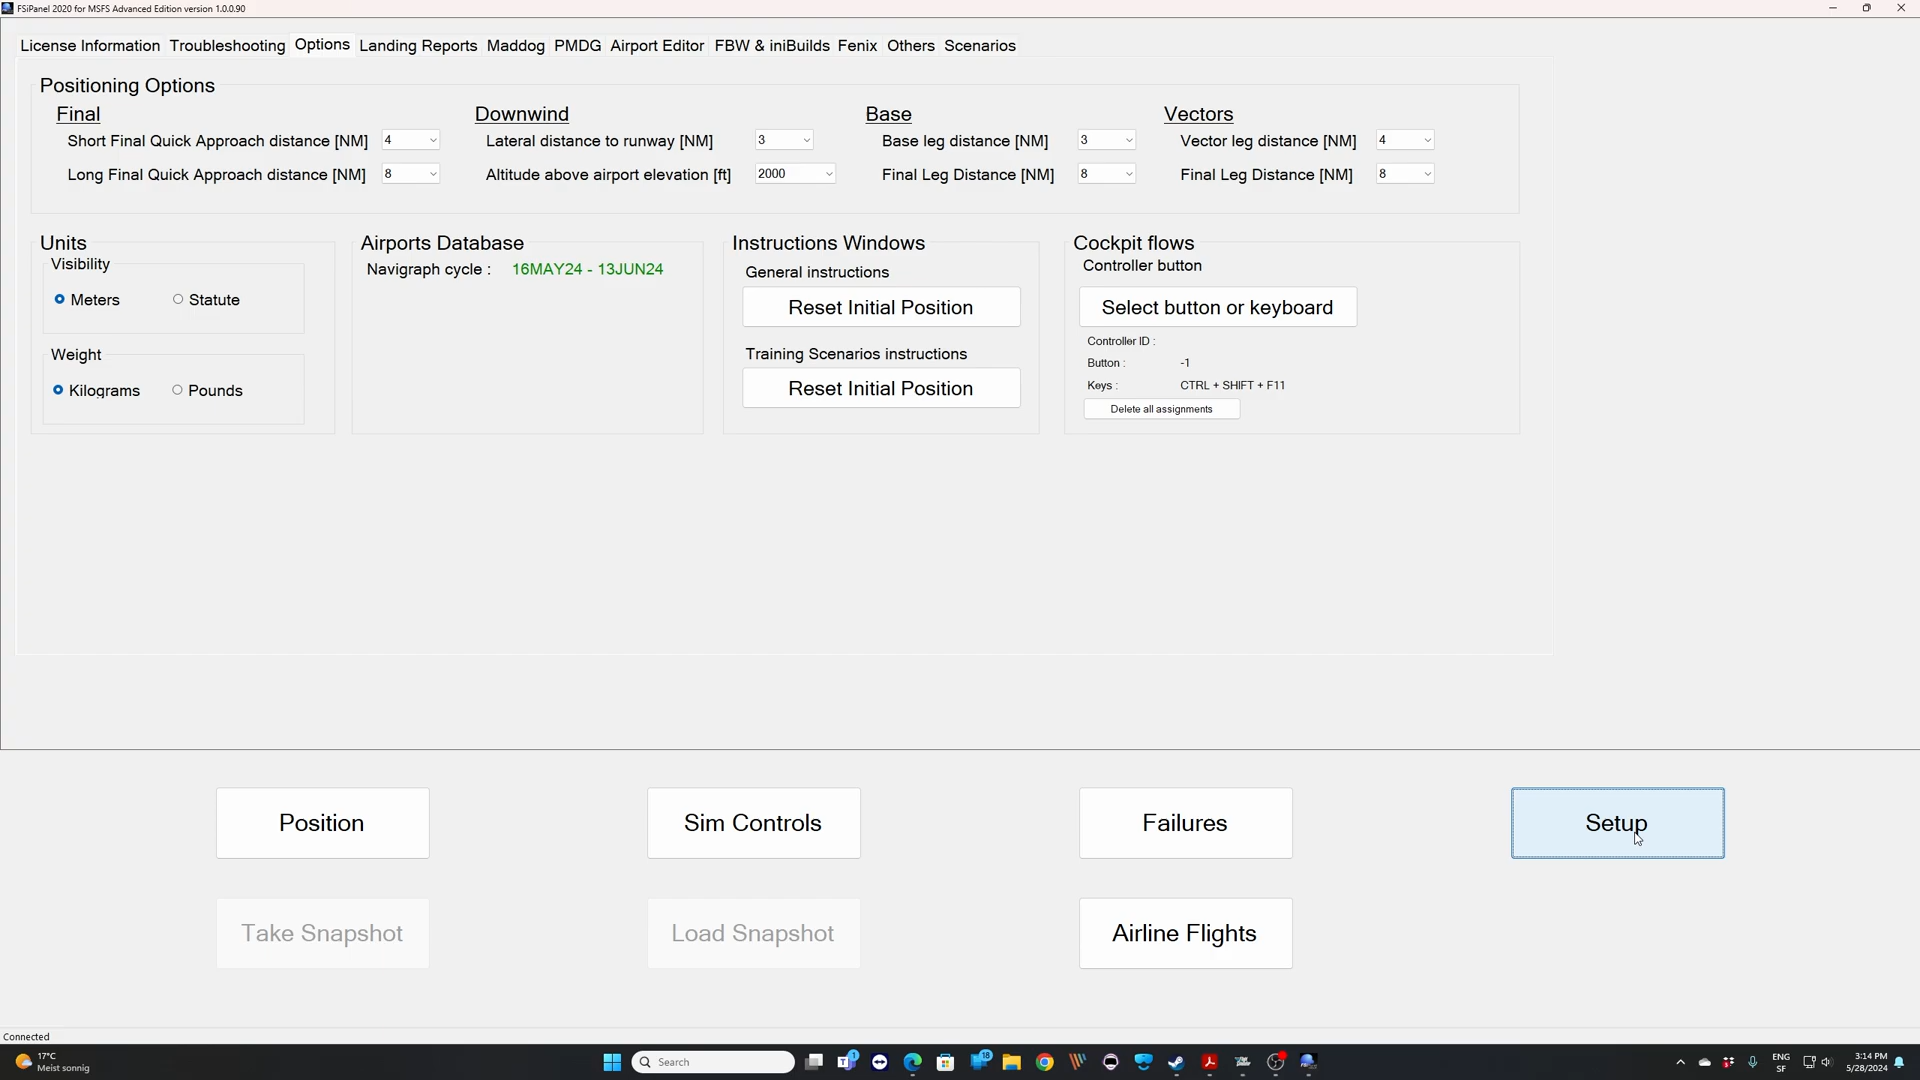 FSiPanel 2020 for MSFS Advanced Edition version 1.0.0.90
License Information Troubleshooting Options Landing Reports Maddog PMDG Airport Editor FBW & iniBuilds Fenix Others Scenarios
Positioning Options
Final Downwind Base Vectors
Short Final Quick Approach distance [NM] 4 Lateral distance to runway [NM] 3 Base leg distance [NM] 3 Vector leg distance [NM] 4
Long Final Quick Approach distance [NM] 8 Altitude above airport elevation [ft] 2000 Final Leg Distance [NM] 8 Final Leg Distance [NM] 8
Units
Visibility
Meters Statute
Weight
Kilograms Pounds
Airports Database
Navigraph cycle : 16MAY24 - 13JUN24
Instructions Windows
General instructions
Reset Initial Position
Training Scenarios instructions
Reset Initial Position
Cockpit flows
Controller button
Select button or keyboard
Controller ID :
Button : -1
Keys : CTRL + SHIFT + F11
Delete all assignments
Position Sim Controls Failures Setup
Take Snapshot Load Snapshot Airline Flights
Connected
17°C
Meist sonnig
Search
1
18
ENG
SF
3:14 PM
5/28/2024